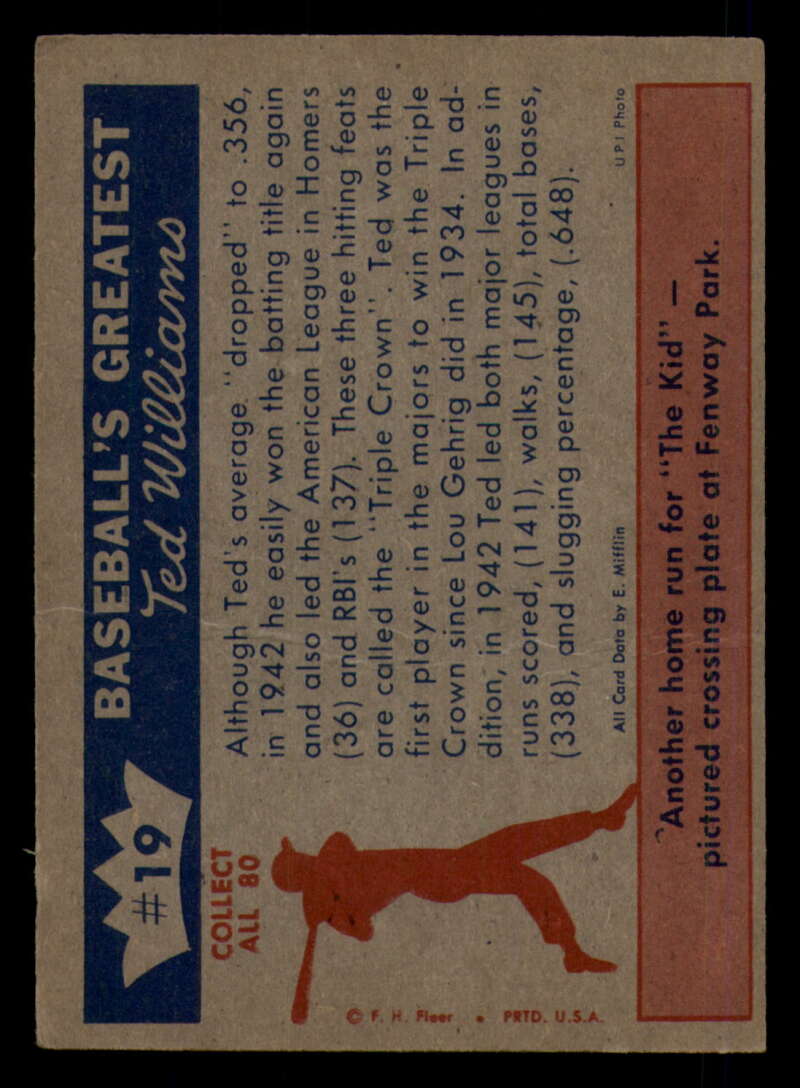 #19
BASEBALL'S GREATEST
Ted Williams
COLLECT
ALL 80
Although Ted's average "dropped" to .356,
in 1942 he easily won the batting title again
and also led the American League in Homers
(36) and RBI's (137). These three hitting feats
are called the "Triple Crown". Ted was the
first player in the majors to win the Triple
Crown since Lou Gehrig did in 1934. In ad-
dition, in 1942 Ted led both major leagues in
runs scored, (141), walks, (145), total bases,
(338), and slugging percentage, (.648).
All Card Data by E. Mifflin
UPI Photo
© F. H. Fleer • PRTD. U.S.A.
Another home run for "The Kid" —
pictured crossing plate at Fenway Park.